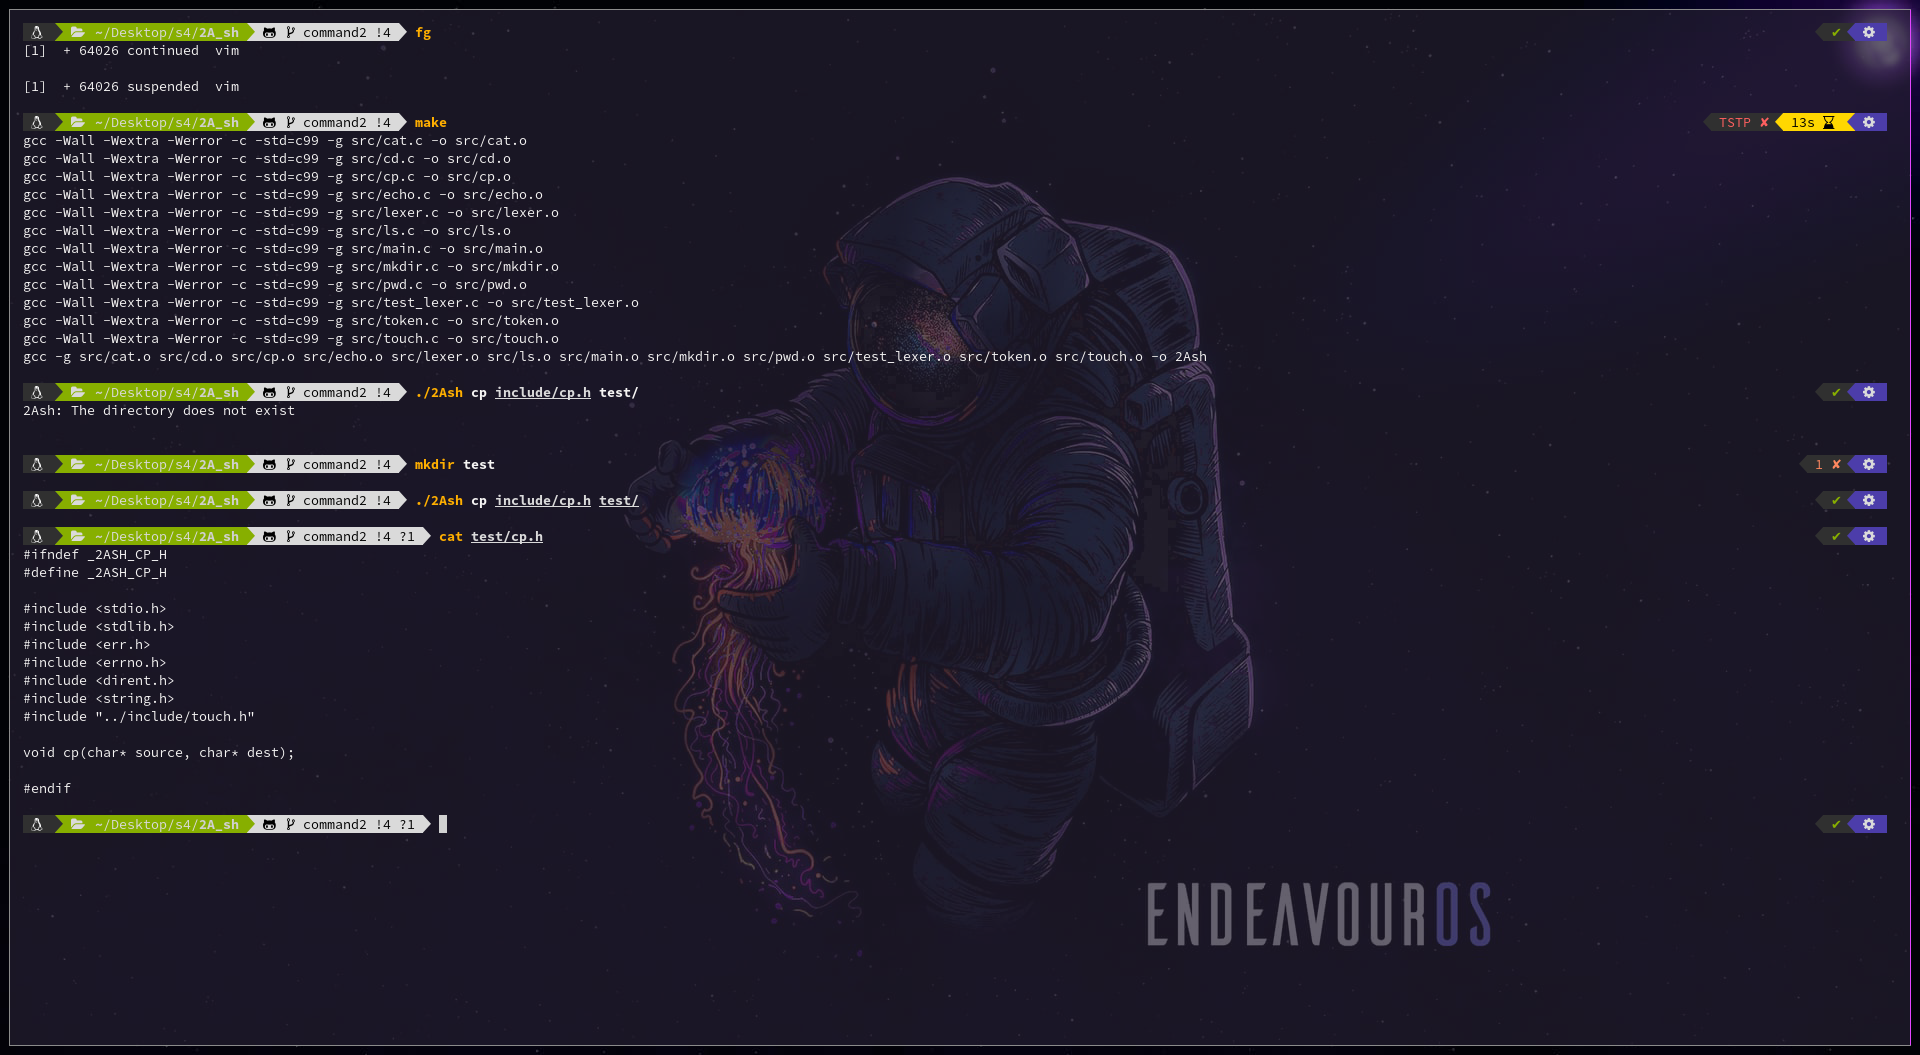 ~/Desktop/s4/2A_sh command2 !4 fg ✔
[1]  + 64026 continued  vim
[1]  + 64026 suspended  vim
~/Desktop/s4/2A_sh command2 !4 make TSTP ✘ 13s
gcc -Wall -Wextra -Werror -c -std=c99 -g src/cat.c -o src/cat.o
gcc -Wall -Wextra -Werror -c -std=c99 -g src/cd.c -o src/cd.o
gcc -Wall -Wextra -Werror -c -std=c99 -g src/cp.c -o src/cp.o
gcc -Wall -Wextra -Werror -c -std=c99 -g src/echo.c -o src/echo.o
gcc -Wall -Wextra -Werror -c -std=c99 -g src/lexer.c -o src/lexer.o
gcc -Wall -Wextra -Werror -c -std=c99 -g src/ls.c -o src/ls.o
gcc -Wall -Wextra -Werror -c -std=c99 -g src/main.c -o src/main.o
gcc -Wall -Wextra -Werror -c -std=c99 -g src/mkdir.c -o src/mkdir.o
gcc -Wall -Wextra -Werror -c -std=c99 -g src/pwd.c -o src/pwd.o
gcc -Wall -Wextra -Werror -c -std=c99 -g src/test_lexer.c -o src/test_lexer.o
gcc -Wall -Wextra -Werror -c -std=c99 -g src/token.c -o src/token.o
gcc -Wall -Wextra -Werror -c -std=c99 -g src/touch.c -o src/touch.o
gcc -g src/cat.o src/cd.o src/cp.o src/echo.o src/lexer.o src/ls.o src/main.o src/mkdir.o src/pwd.o src/test_lexer.o src/token.o src/touch.o -o 2Ash
~/Desktop/s4/2A_sh command2 !4 ./2Ash cp include/cp.h test/ ✔
2Ash: The directory does not exist
~/Desktop/s4/2A_sh command2 !4 mkdir test 1 ✘
~/Desktop/s4/2A_sh command2 !4 ./2Ash cp include/cp.h test/ ✔
~/Desktop/s4/2A_sh command2 !4 ?1 cat test/cp.h ✔
#ifndef _2ASH_CP_H
#define _2ASH_CP_H
#include <stdio.h>
#include <stdlib.h>
#include <err.h>
#include <errno.h>
#include <dirent.h>
#include <string.h>
#include "../include/touch.h"
void cp(char* source, char* dest);
#endif
~/Desktop/s4/2A_sh command2 !4 ?1 ✔
ENDEAVOUROS